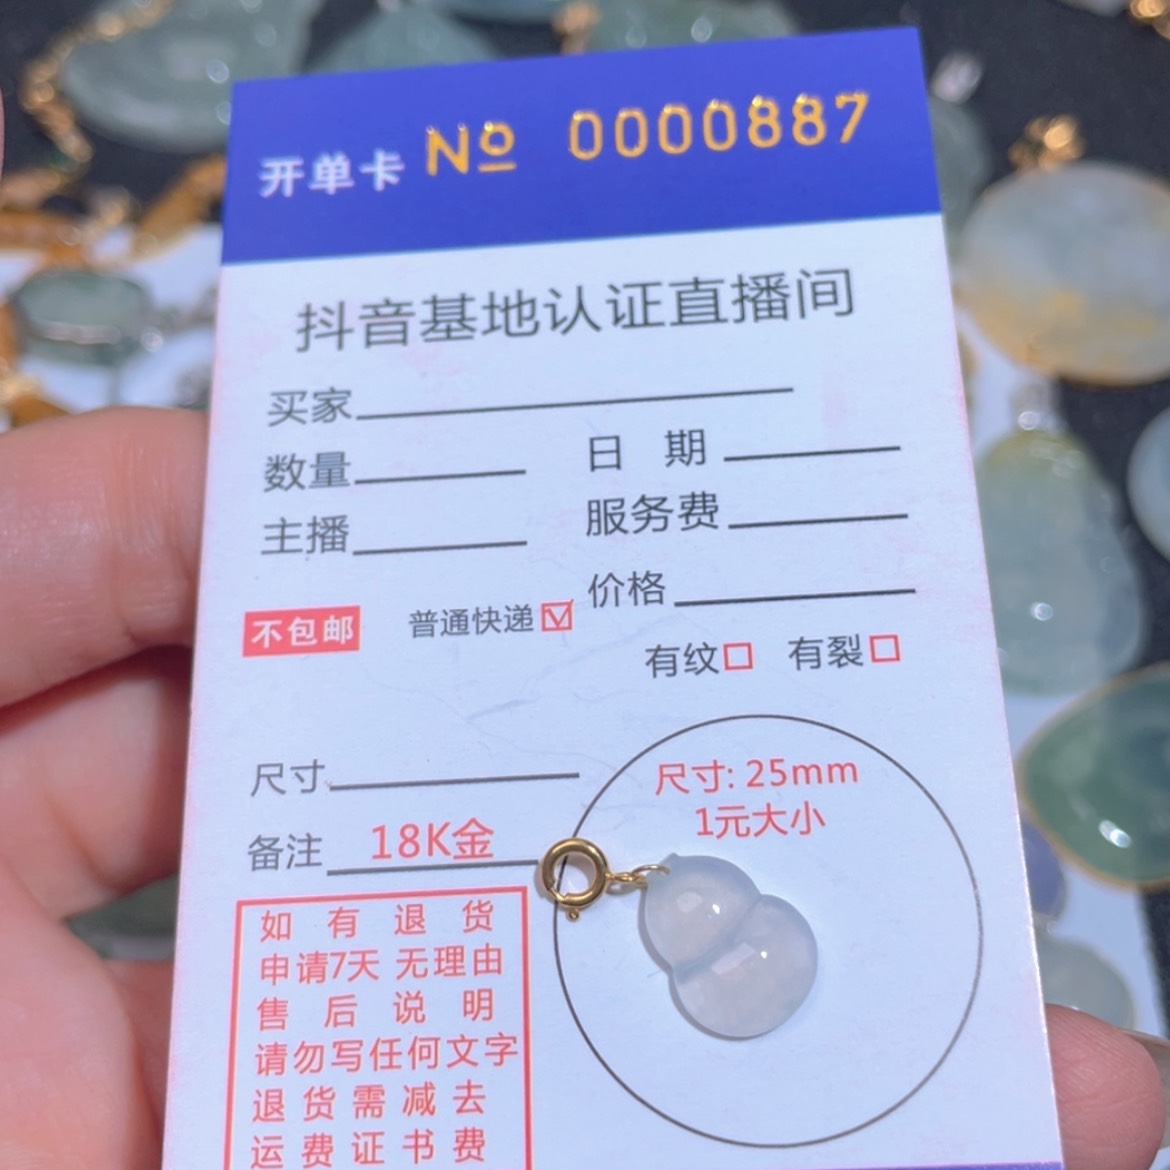 开单卡 № 0000887
抖音基地认证直播间
买家
数量 日期
主播 服务费
价格
不包邮 普通快递
有纹 有裂
尺寸
尺寸: 25mm
1元大小
备注 18K金
如有退货
申请7天 无理由
售后说明
请勿写任何文字
退货需减去
运费证书费